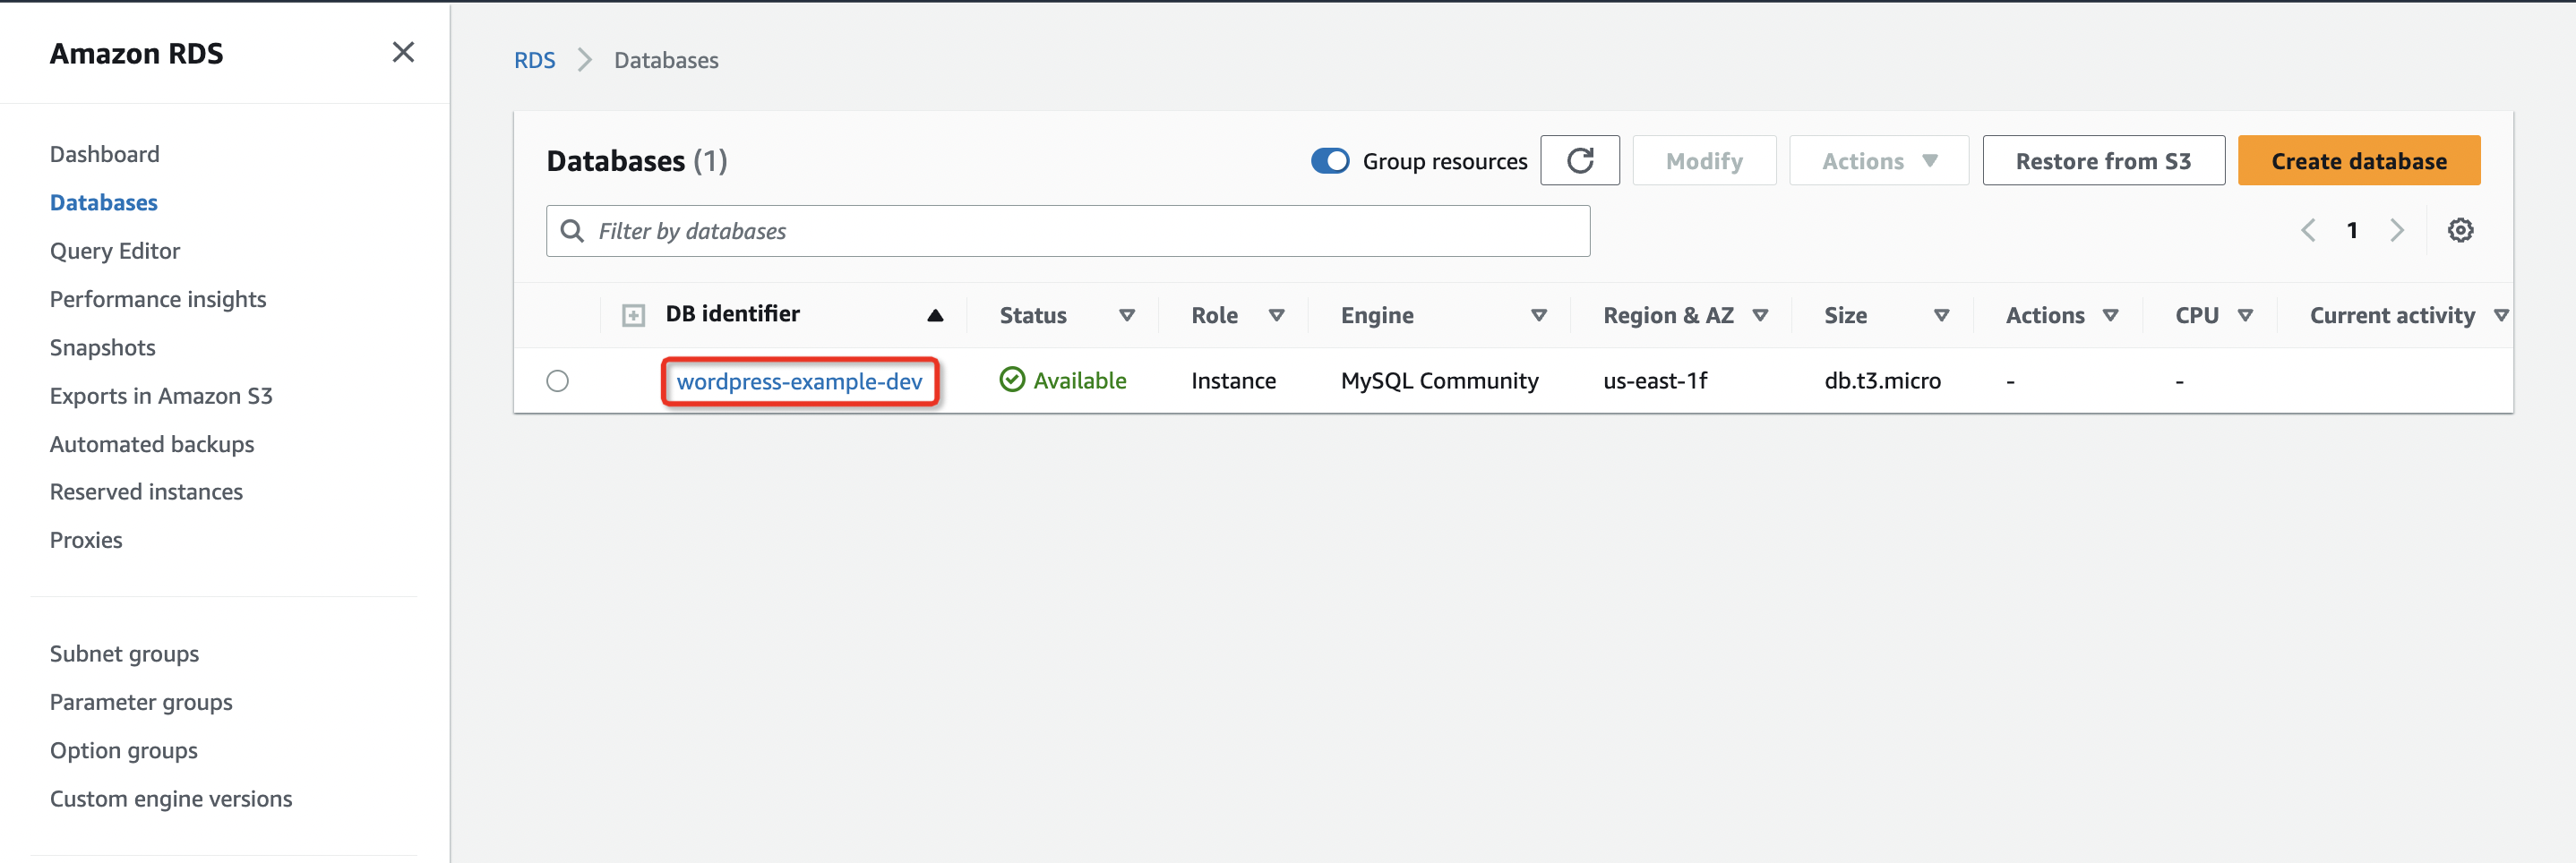 Amazon RDS
Dashboard
Databases
Query Editor
Performance insights
Snapshots
Exports in Amazon S3
Automated backups
Reserved instances
Proxies
Subnet groups
Parameter groups
Option groups
Custom engine versions
RDS Databases
Databases (1) Group resources Modify Actions Restore from S3 Create database
Filter by databases 1
DB identifier Status Role Engine Region & AZ Size Actions CPU Current activity
wordpress-example-dev Available Instance MySQL Community us-east-1f db.t3.micro - -